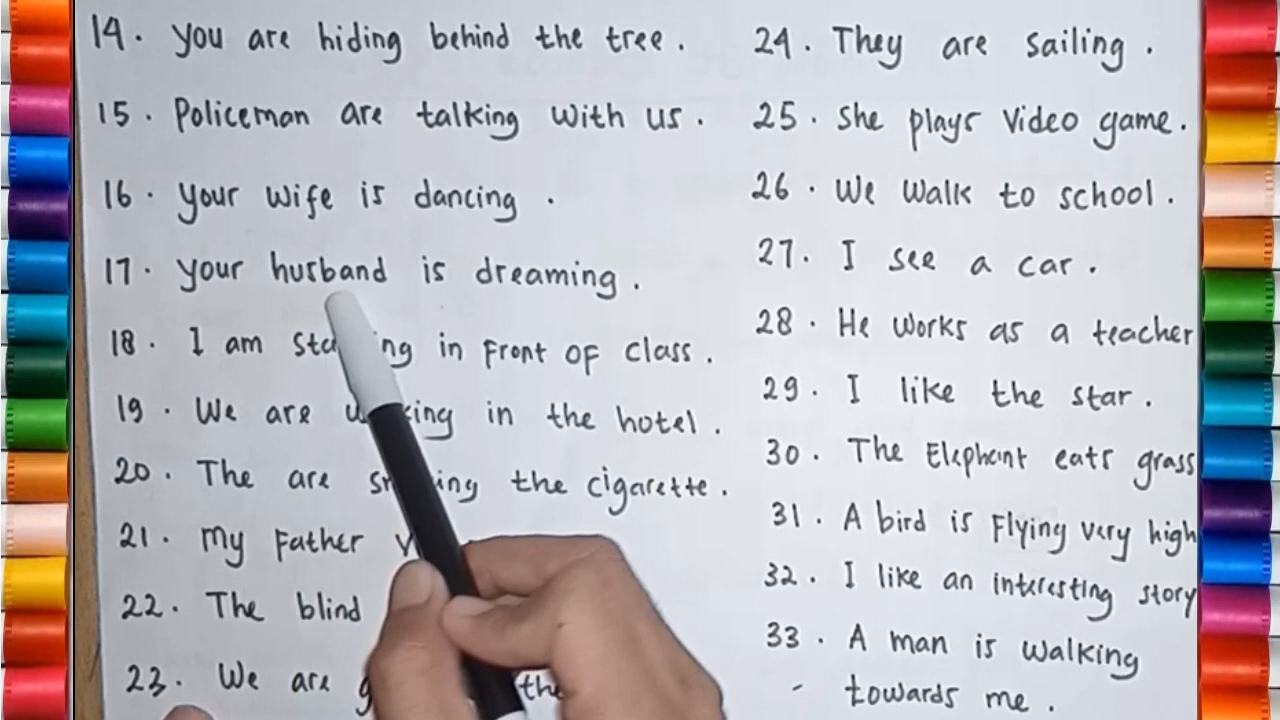 14. You are hiding behind the tree.
15. Policeman are talking with us.
16. Your wife is dancing.
17. Your husband is dreaming.
18. I am in front of class.
19. We are in the hotel.
20. The are the cigarette.
21. My Father
22. The blind
23. We are the
24. They are sailing.
25. She plays video game.
26. We walk to school.
27. I see a car.
28. He works as a teacher
29. I like the star.
30. The Elephant eats grass
31. A bird is Flying very high
32. I like an interesting story
33. A man is walking
- towards me.